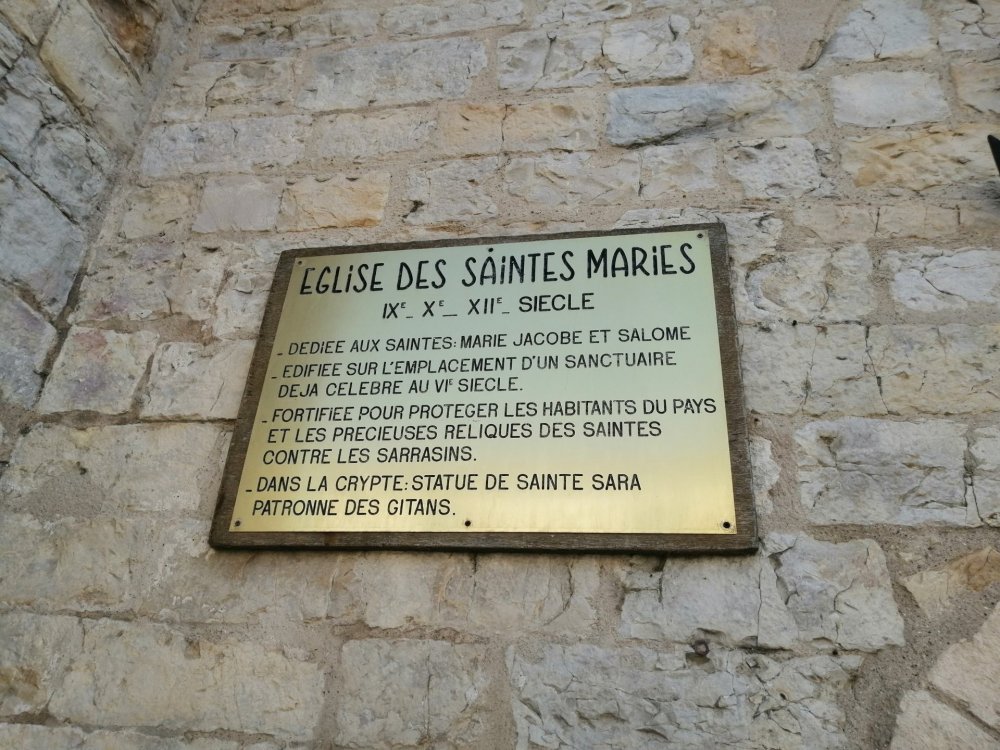 EGLISE DES SAINTES MARIES
IXE_ XE_ XIIE_ SIECLE
_ DEDIEE AUX SAINTES: MARIE JACOBE ET SALOME
_ EDIFIEE SUR L'EMPLACEMENT D'UN SANCTUAIRE
DEJA CELEBRE AU VIE SIECLE.
_ FORTIFIEE POUR PROTEGER LES HABITANTS DU PAYS
ET LES PRECIEUSES RELIQUES DES SAINTES
CONTRE LES SARRASINS.
_ DANS LA CRYPTE: STATUE DE SAINTE SARA
PATRONNE DES GITANS.